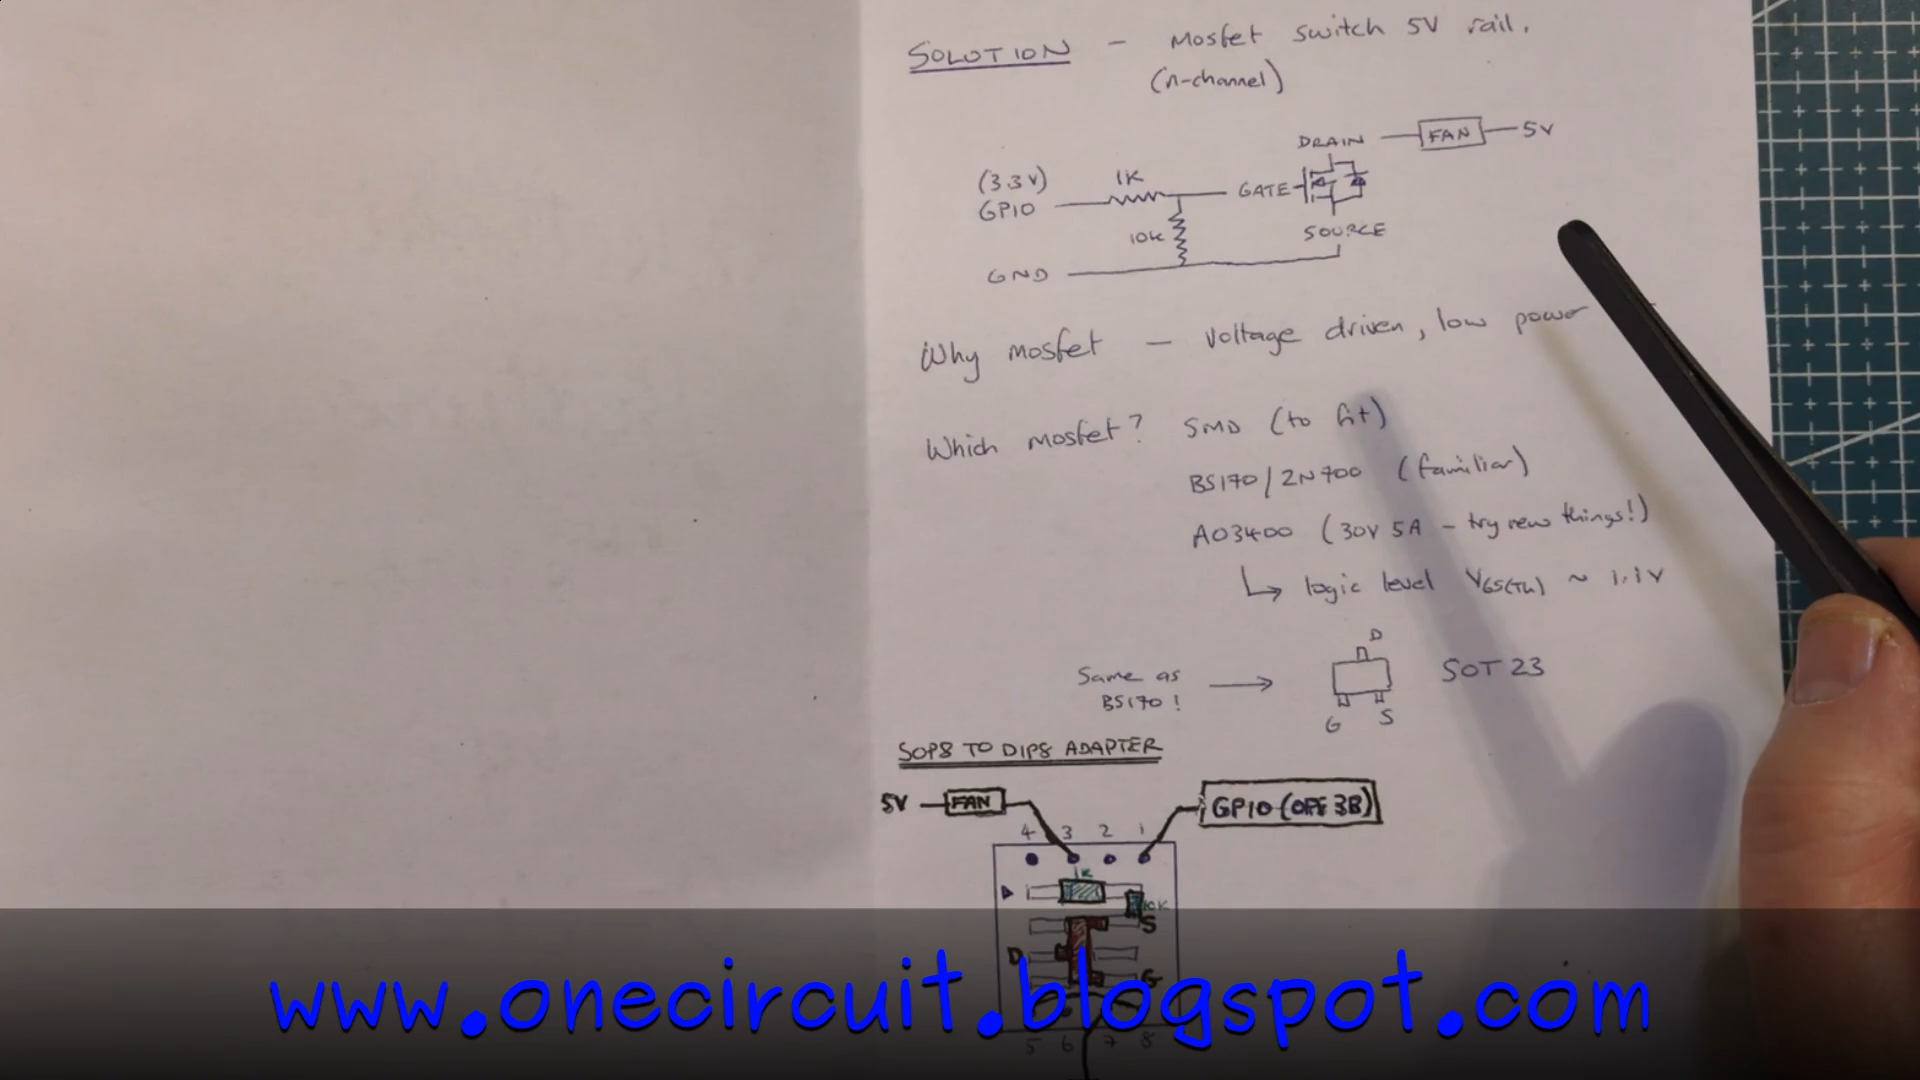 SOLUTION - Mosfet switch 5V rail.
(n-channel)
DRAIN FAN 5V
(3.3V) 1K
GPIO GATE
10K SOURCE
GND
Why mosfet - voltage driven, low power
Which mosfet? SMD (to fit)
BS170/2N700 (familiar)
AO3400 (30V 5A - try new things!)
↳ logic level VGS(Th) ~ 1.1V
D
Same as → SOT 23
BS170!
G S
SOP8 TO DIP8 ADAPTER
5V FAN GPIO (OPE 3B)
4 3 2 1
1K
10K
S
D
G
www.onecircuit.blogspot.com
5 6 7 8